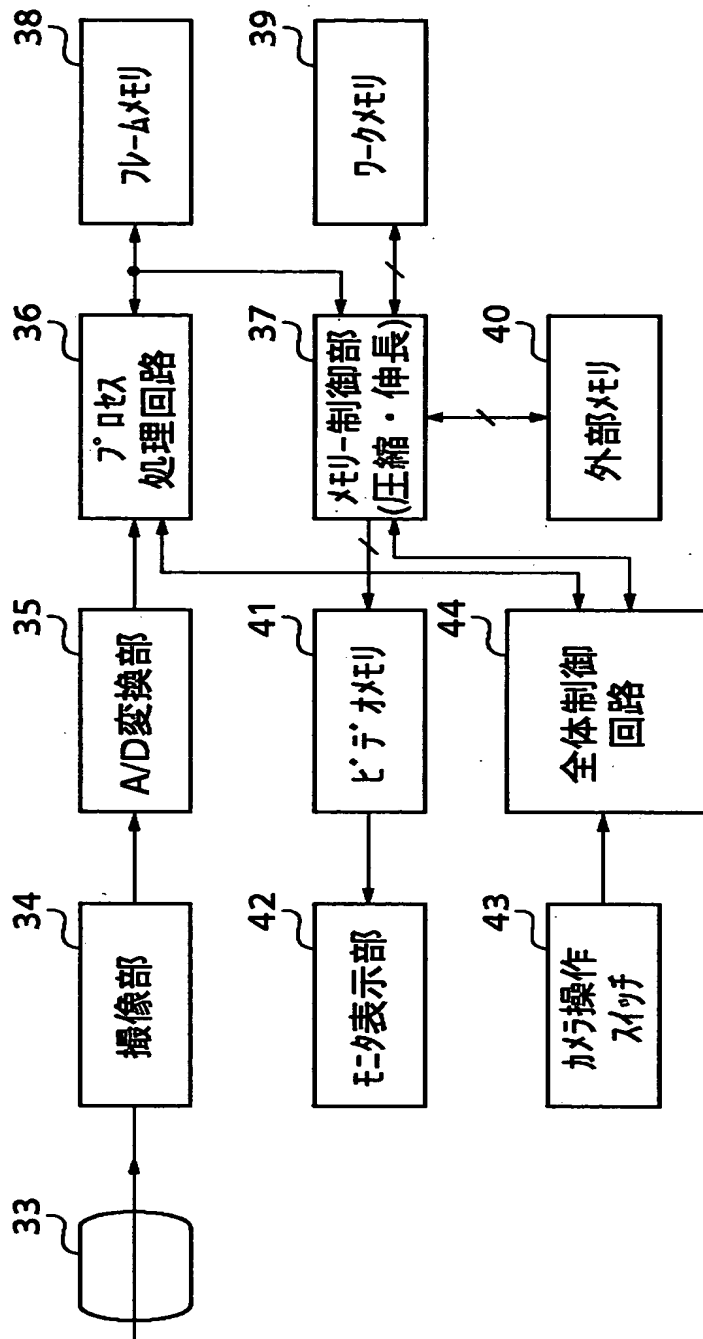 33
34
撮像部
35
A/D変換部
36
プロセス
処理回路
38
フレームメモリ
42
モニタ表示部
41
ビデオメモリ
37
メモリー制御部
(圧縮・伸長)
39
ワークメモリ
43
カメラ操作
スイッチ
44
全体制御
回路
40
外部メモリ